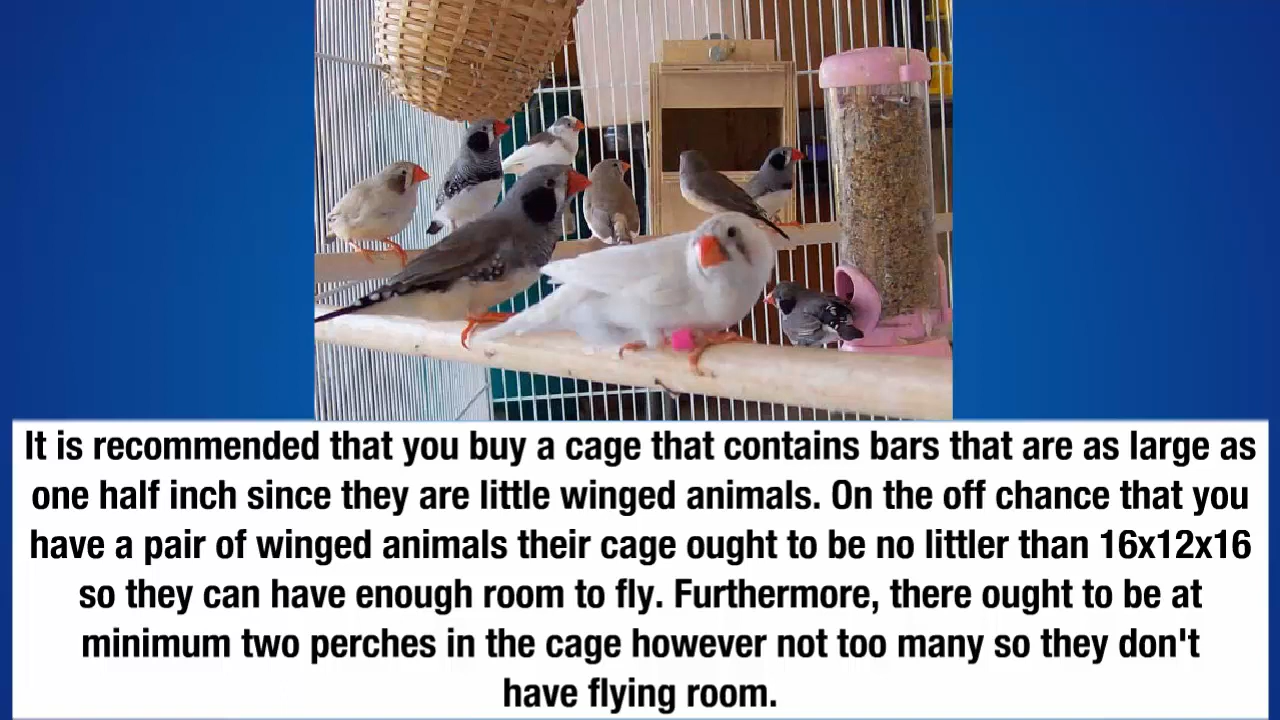 It is recommended that you buy a cage that contains bars that are as large as
one half inch since they are little winged animals. On the off chance that you
have a pair of winged animals their cage ought to be no littler than 16x12x16
so they can have enough room to fly. Furthermore, there ought to be at
minimum two perches in the cage however not too many so they don't
have flying room.